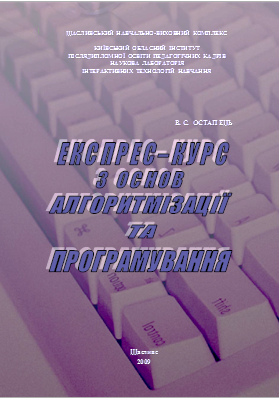 ЩАСЛИВСЬКИЙ НАВЧАЛЬНО-ВИХОВНИЙ КОМПЛЕКС
КИЇВСЬКИЙ ОБЛАСНИЙ ІНСТИТУТ
ПІСЛЯДИПЛОМНОЇ ОСВІТИ ПЕДАГОГІЧНИХ КАДРІВ
НАУКОВА ЛАБОРАТОРІЯ
ІНТЕРАКТИВНИХ ТЕХНОЛОГІЙ НАВЧАННЯ
Е. С. ОСТАПЕЦЬ
ЕКСПРЕС-КУРС
З ОСНОВ
АЛГОРИТМІЗАЦІЇ
ТА
ПРОГРАМУВАННЯ
Щасливе
2009